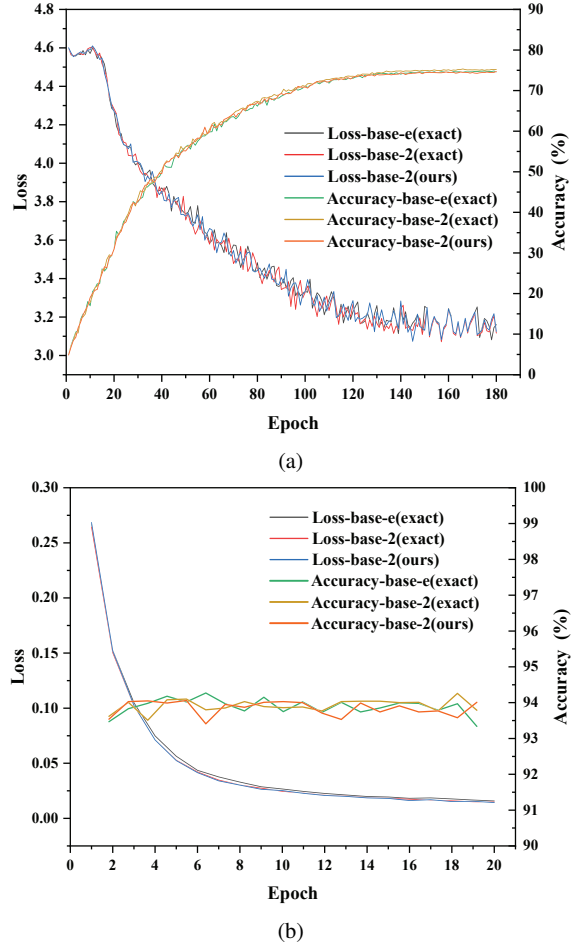 4.6
4.4
4.2
4.0
3.8
3.6
3.4
3.2
3.0
Loss
90
80
70
60
50
40
30
20
10
0
Accuracy (%)
Loss-base-e(exact)
Loss-base-2(exact)
Loss-base-2(ours)
Accuracy-base-e(exact)
Accuracy-base-2(exact)
Accuracy-base-2(ours)
0 20 40 60 80 100 120 140 160 180
Epoch
(a)
0.30
0.25
0.20
0.15
0.10
0.05
0.00
Loss
100
99
98
97
96
95
94
93
92
91
90
Accuracy (%)
Loss-base-e(exact)
Loss-base-2(exact)
Loss-base-2(ours)
Accuracy-base-e(exact)
Accuracy-base-2(exact)
Accuracy-base-2(ours)
0 2 4 6 8 10 12 14 16 18 20
Epoch
(b)